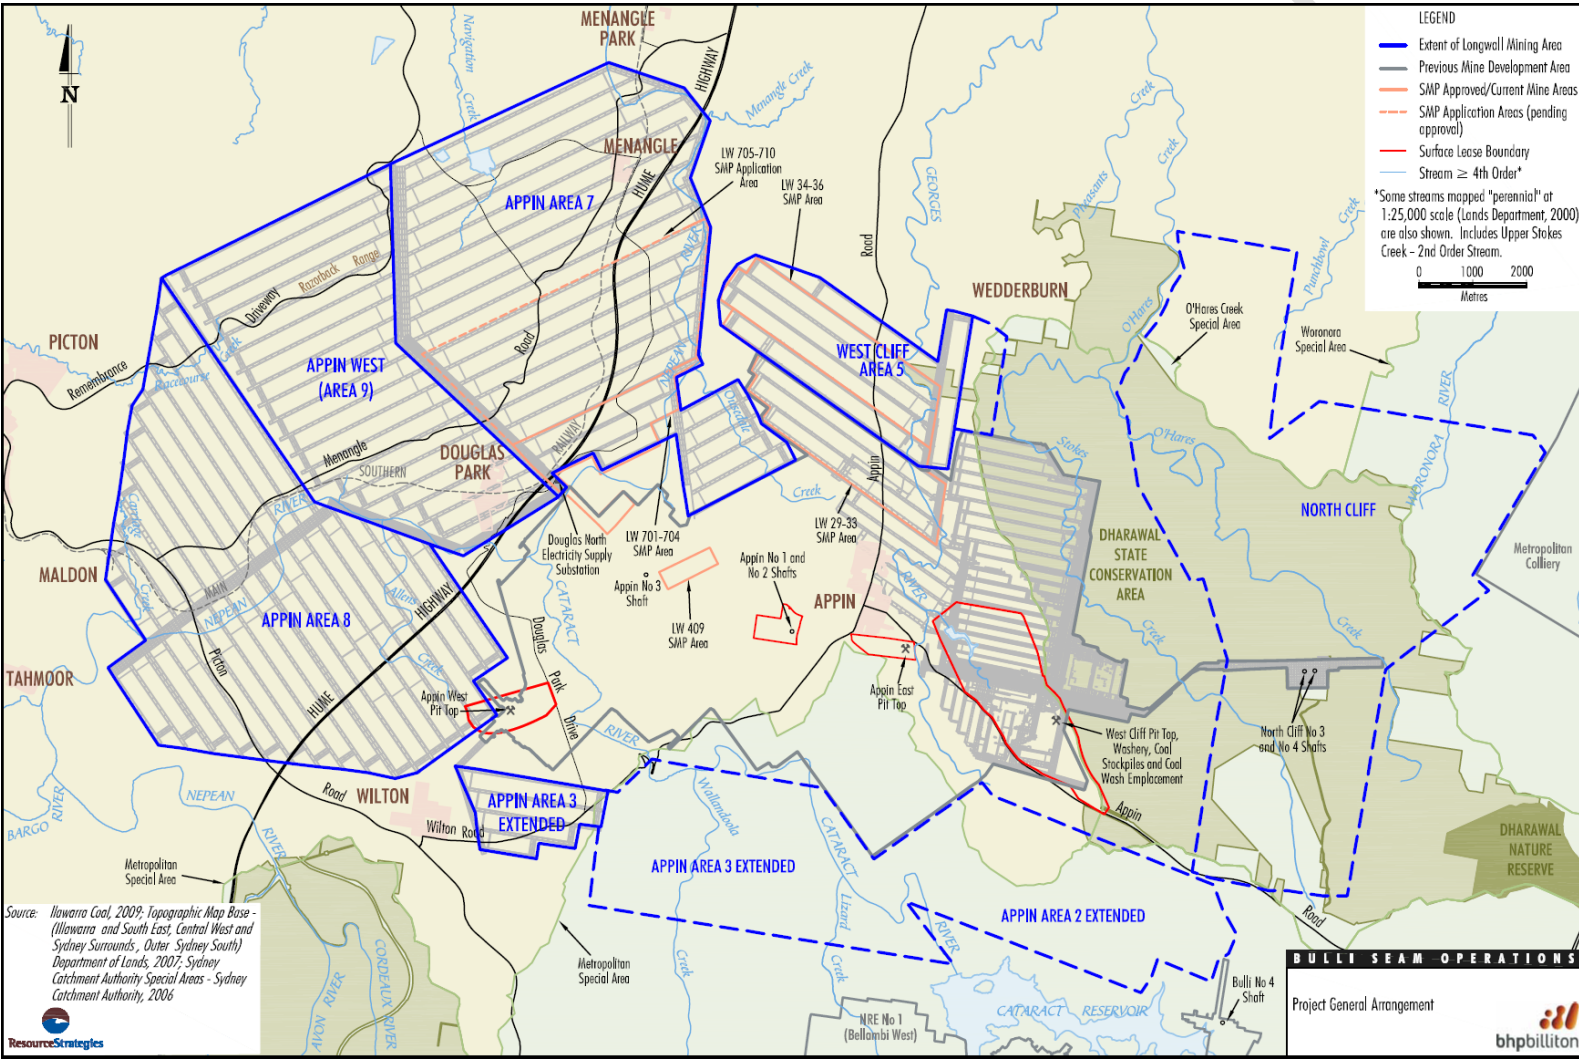 MENANGLE
PARK
HIGHWAY
Navigation
Creek
Menangle Creek
N
LEGEND
Extent of Longwall Mining Area
Previous Mine Development Area
SMP Approved/Current Mine Areas
SMP Application Areas (pending
approval)
Surface Lease Boundary
Stream ≥ 4th Order*
*Some streams mapped "perennial" at
1:25,000 scale (Lands Department, 2000)
are also shown. Includes Upper Stokes
Creek - 2nd Order Stream.
0 1000 2000
Metres
MENANGLE
HUME
LW 705-710
SMP Application
Area
LW 34-36
SMP Area
APPIN AREA 7
GEORGES
Pheasants Creek
Creek
Punchbowl Creek
Razorback Range
Road
RIVER
NEPEAN
WEDDERBURN
O'Hares
O'Hares Creek
Special Area
Woronora
Special Area
PICTON
Remembrance
Driveway
Racecourse
Creek
APPIN WEST
(AREA 9)
Road
WEST CLIFF
AREA 5
Ousedale
Creek
Menangle
DOUGLAS
PARK
RAILWAY
SOUTHERN
RIVER
Appin
Stokes
O'Hares
WORONORA
RIVER
NORTH CLIFF
Carriage
Creek
LW 29-33
SMP Area
LW 701-704
SMP Area
Douglas North
Electricity Supply
Substation
Appin No 3
Shaft
Appin No 1 and
No 2 Shafts
DHARAWAL
STATE
CONSERVATION
AREA
Metropolitan
Colliery
MALDON
MAIN
NEPEAN
Allens
HIGHWAY
CATARACT
APPIN
RIVER
APPIN AREA 8
LW 409
SMP Area
Creek
Creek
Creek
Picton
Douglas
Park
Drive
TAHMOOR
HUME
Appin West
Pit Top
Appin East
Pit Top
RIVER
West Cliff Pit Top,
Washery, Coal
Stockpiles and Coal
Wash Emplacement
North Cliff No 3
and No 4 Shafts
Road
WILTON
NEPEAN
RIVER
BARGO
RIVER
Wilton Road
APPIN AREA 3
EXTENDED
Wallandoola
Creek
CATARACT
RIVER
Lizard
Creek
Appin
Road
APPIN AREA 3 EXTENDED
DHARAWAL
NATURE
RESERVE
Metropolitan
Special Area
APPIN AREA 2 EXTENDED
Metropolitan
Special Area
AVON RIVER
CORDEAUX RIVER
Source: Illawarra Coal, 2009; Topographic Map Base -
(Illawarra and South East, Central West and
Sydney Surrounds, Outer Sydney South)
Department of Lands, 2007; Sydney
Catchment Authority Special Areas - Sydney
Catchment Authority, 2006
ResourceStrategies
NRE No 1
(Bellambi West)
CATARACT RESERVOIR
Bulli No 4
Shaft
BULLI SEAM OPERATIONS
Project General Arrangement
bhpbilliton